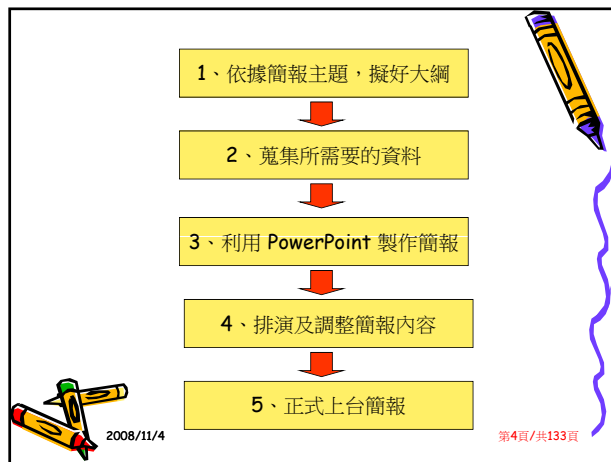 1、依據簡報主題，擬好大綱
2、蒐集所需要的資料
3、利用 PowerPoint 製作簡報
4、排演及調整簡報內容
5、正式上台簡報
2008/11/4
第4頁/共133頁